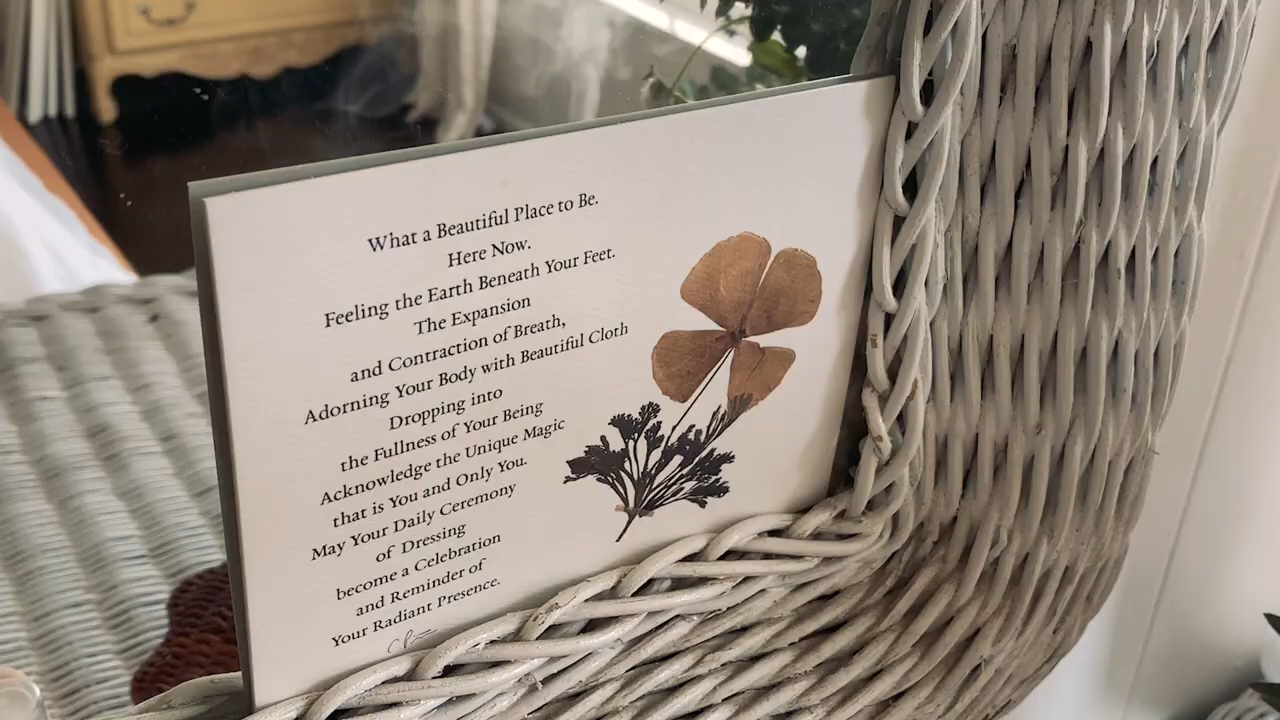 What a Beautiful Place to Be.
Here Now.
Feeling the Earth Beneath Your Feet.
The Expansion
and Contraction of Breath,
Adorning Your Body with Beautiful Cloth
Dropping into
the Fullness of Your Being
Acknowledge the Unique Magic
that is You and Only You.
May Your Daily Ceremony
of Dressing
become a Celebration
and Reminder of
Your Radiant Presence.